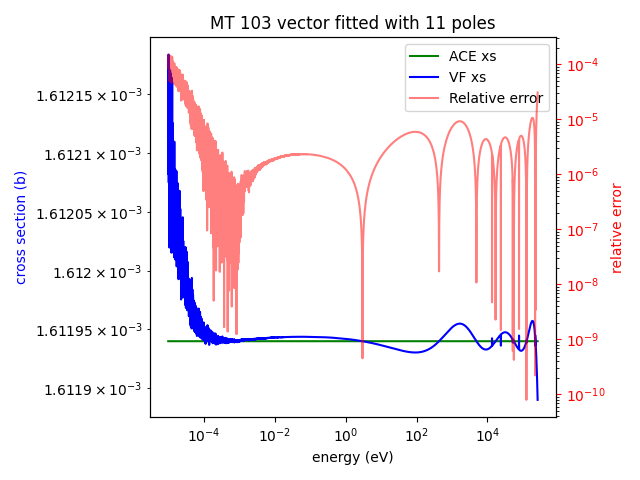 MT 103 vector fitted with 11 poles
ACE xs
VF xs
Relative error
1.61215 × 10⁻³
1.6121 × 10⁻³
1.61205 × 10⁻³
1.612 × 10⁻³
1.61195 × 10⁻³
1.6119 × 10⁻³
cross section (b)
10⁻⁴
10⁻⁵
10⁻⁶
10⁻⁷
10⁻⁸
10⁻⁹
10⁻¹⁰
relative error
10⁻⁴ 10⁻² 10⁰ 10² 10⁴
energy (eV)